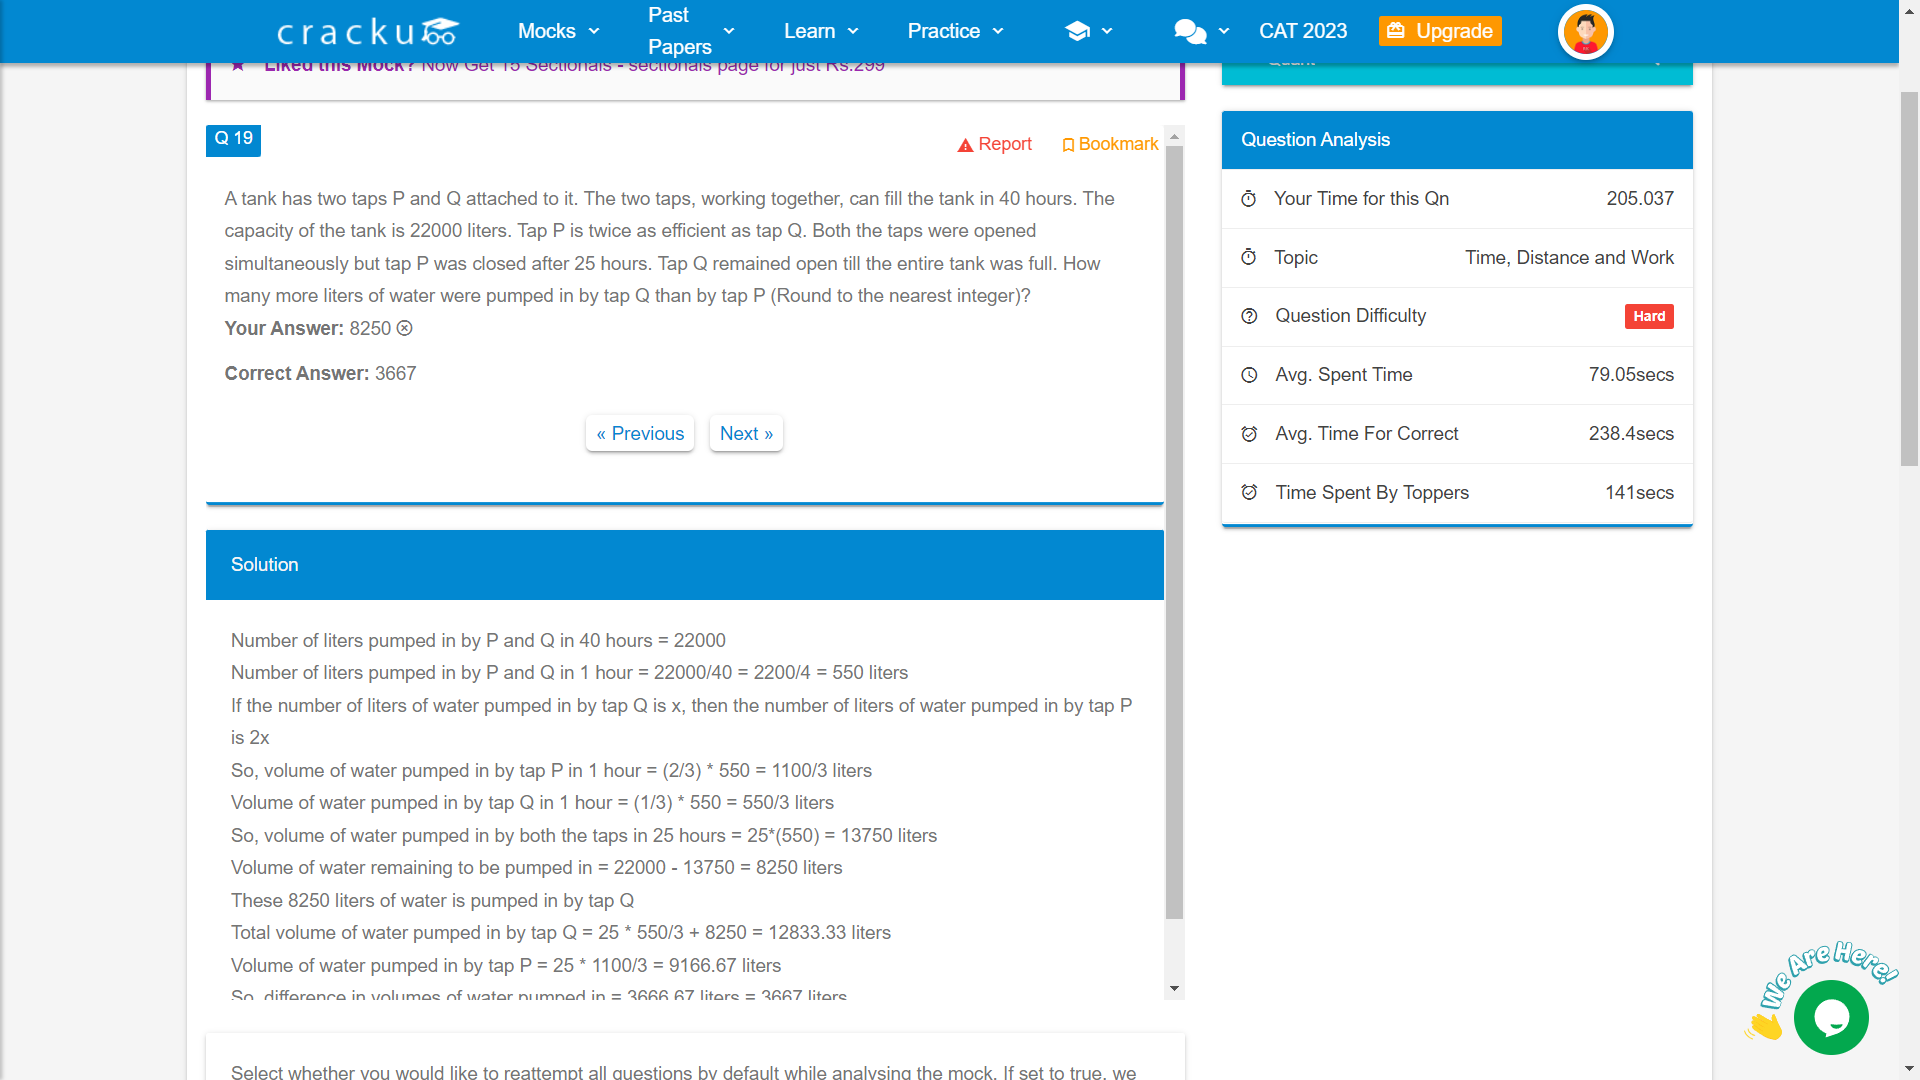 cracku
Mocks
Past Papers
Learn
Practice
CAT 2023
Upgrade
Liked this Mock? Now Get 15 Sectionals - sectionals page for just Rs.299
Quant
Q 19
Report
Bookmark
A tank has two taps P and Q attached to it. The two taps, working together, can fill the tank in 40 hours. The
capacity of the tank is 22000 liters. Tap P is twice as efficient as tap Q. Both the taps were opened
simultaneously but tap P was closed after 25 hours. Tap Q remained open till the entire tank was full. How
many more liters of water were pumped in by tap Q than by tap P (Round to the nearest integer)?
Your Answer: 8250
Correct Answer: 3667
« Previous
Next »
Solution
Number of liters pumped in by P and Q in 40 hours = 22000
Number of liters pumped in by P and Q in 1 hour = 22000/40 = 2200/4 = 550 liters
If the number of liters of water pumped in by tap Q is x, then the number of liters of water pumped in by tap P
is 2x
So, volume of water pumped in by tap P in 1 hour = (2/3) * 550 = 1100/3 liters
Volume of water pumped in by tap Q in 1 hour = (1/3) * 550 = 550/3 liters
So, volume of water pumped in by both the taps in 25 hours = 25*(550) = 13750 liters
Volume of water remaining to be pumped in = 22000 - 13750 = 8250 liters
These 8250 liters of water is pumped in by tap Q
Total volume of water pumped in by tap Q = 25 * 550/3 + 8250 = 12833.33 liters
Volume of water pumped in by tap P = 25 * 1100/3 = 9166.67 liters
So, difference in volumes of water pumped in = 3666.67 liters = 3667 liters
Select whether you would like to reattempt all questions by default while analysing the mock. If set to true, we
Question Analysis
Your Time for this Qn 205.037
Topic Time, Distance and Work
Question Difficulty Hard
Avg. Spent Time 79.05secs
Avg. Time For Correct 238.4secs
Time Spent By Toppers 141secs
We Are Here!